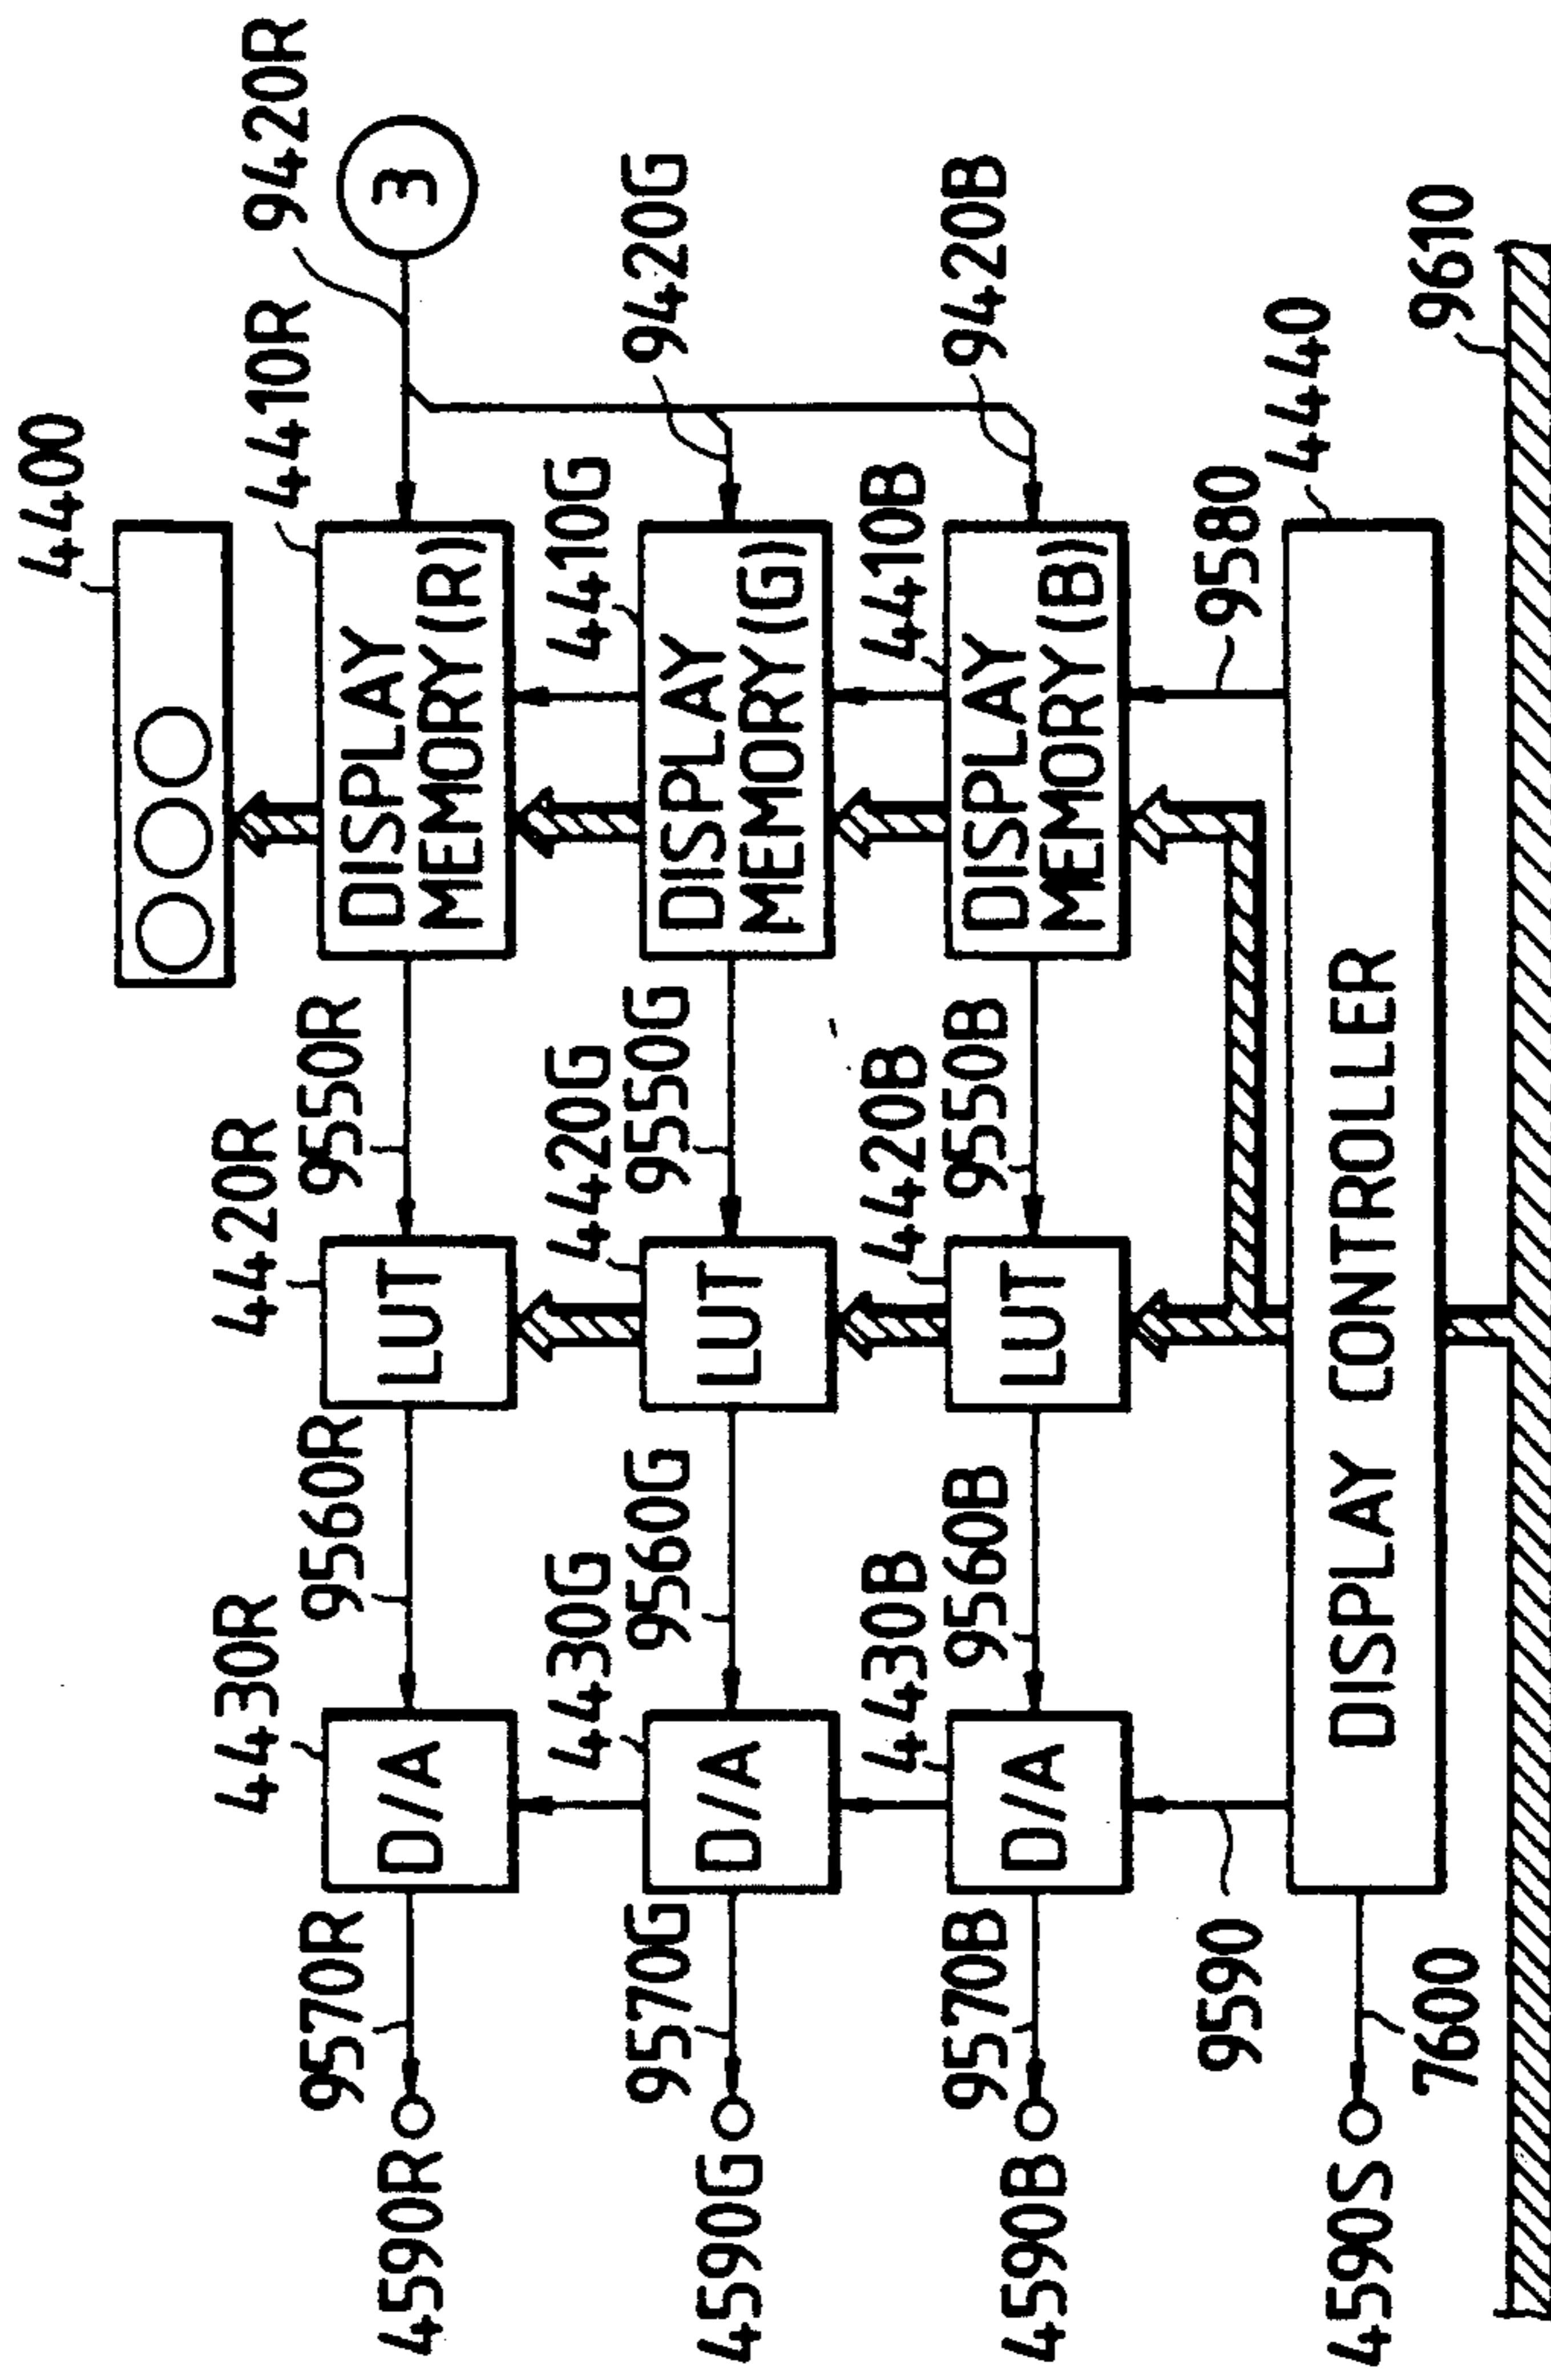 4400
9420R
4410R
3
DISPLAY
MEMORY(R)
9550R
4420R
LUT
9560R
4430R
D/A
9570R
4590R
9420G
4410G
DISPLAY
MEMORY(G)
9550G
4420G
LUT
9560G
4430G
D/A
9570G
4590G
9420B
4410B
DISPLAY
MEMORY(B)
9550B
4420B
LUT
9560B
4430B
D/A
9570B
4590B
9580
9590
4440
DISPLAY CONTROLLER
7600
4590S
9610